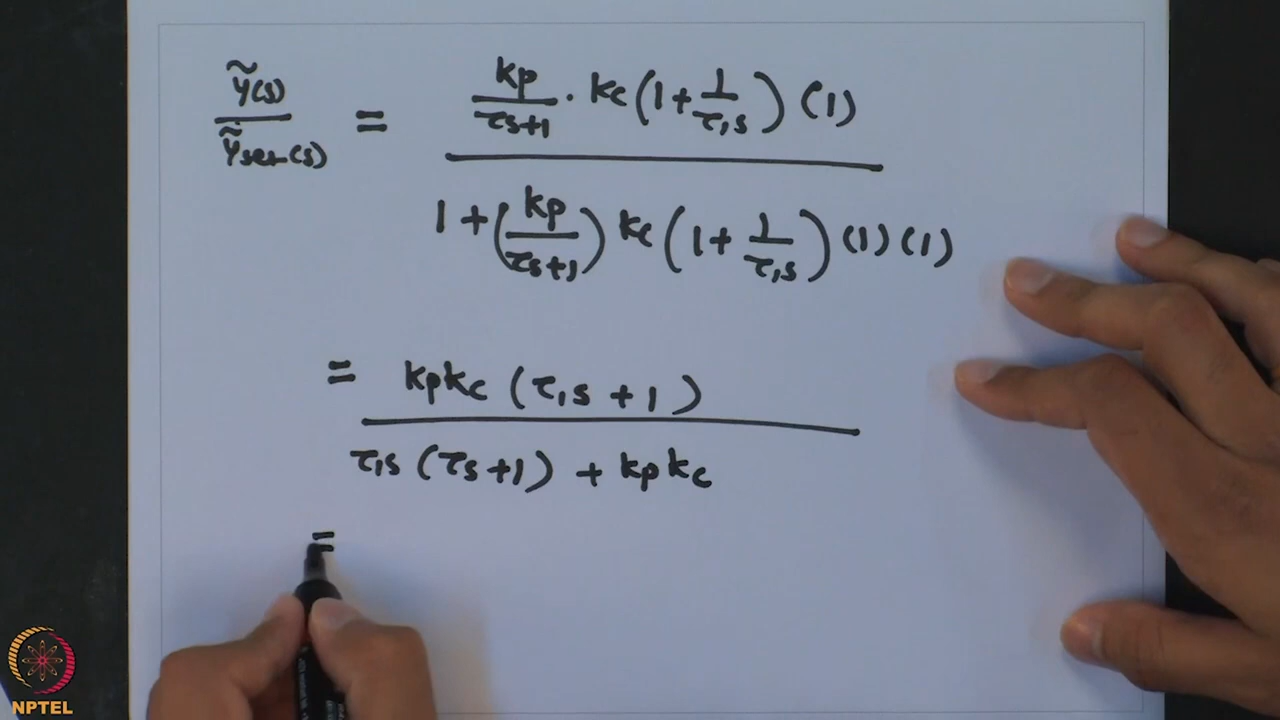 ỹ(s) / ỹset(s) = kp/(τs+1) · kc(1+1/(τ₁s))(1) / 1+(kp/(τs+1)) kc(1+1/(τ₁s))(1)(1)
= kpkc(τ₁s+1) / τ₁s(τs+1)+kpkc
=
NPTEL